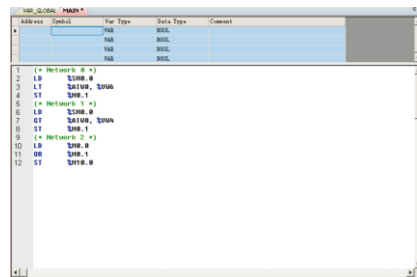 VAR_GLOBAL MAIN *
Address Symbol Var Type Data Type Comment
VAR BOOL
VAR BOOL
VAR BOOL
VAR BOOL
1 (* Network 0 *)
2 LD %SM0.0
3 LT %AIW0, %VW6
4 ST %M0.1
5 (* Network 1 *)
6 LD %SM0.0
7 GT %AIW0, %VW4
8 ST %M0.1
9 (* Network 2 *)
10 LD %M0.0
11 OR %M0.1
12 ST %M10.0